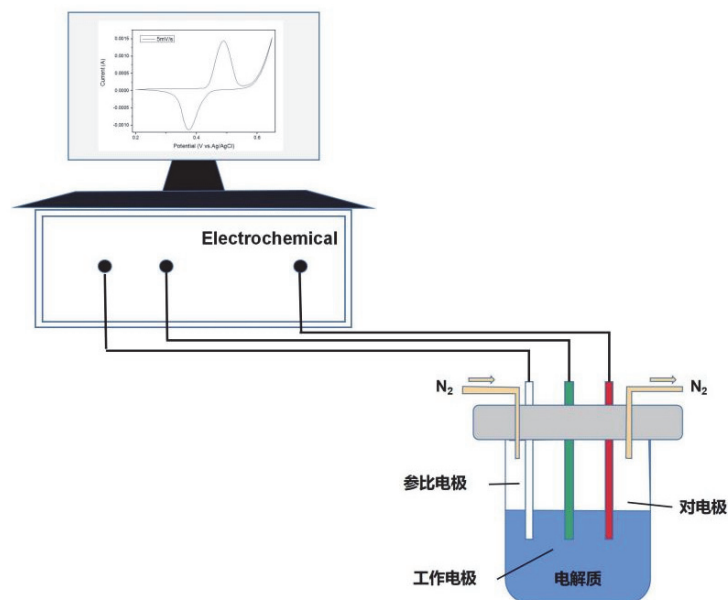 5mV/s
Current (A)
0.0015
0.0010
0.0005
0.0000
-0.0005
-0.0010
0.2
0.4
0.6
Potential (V vs.Ag/AgCl)
Electrochemical
N₂
N₂
参比电极
对电极
工作电极
电解质